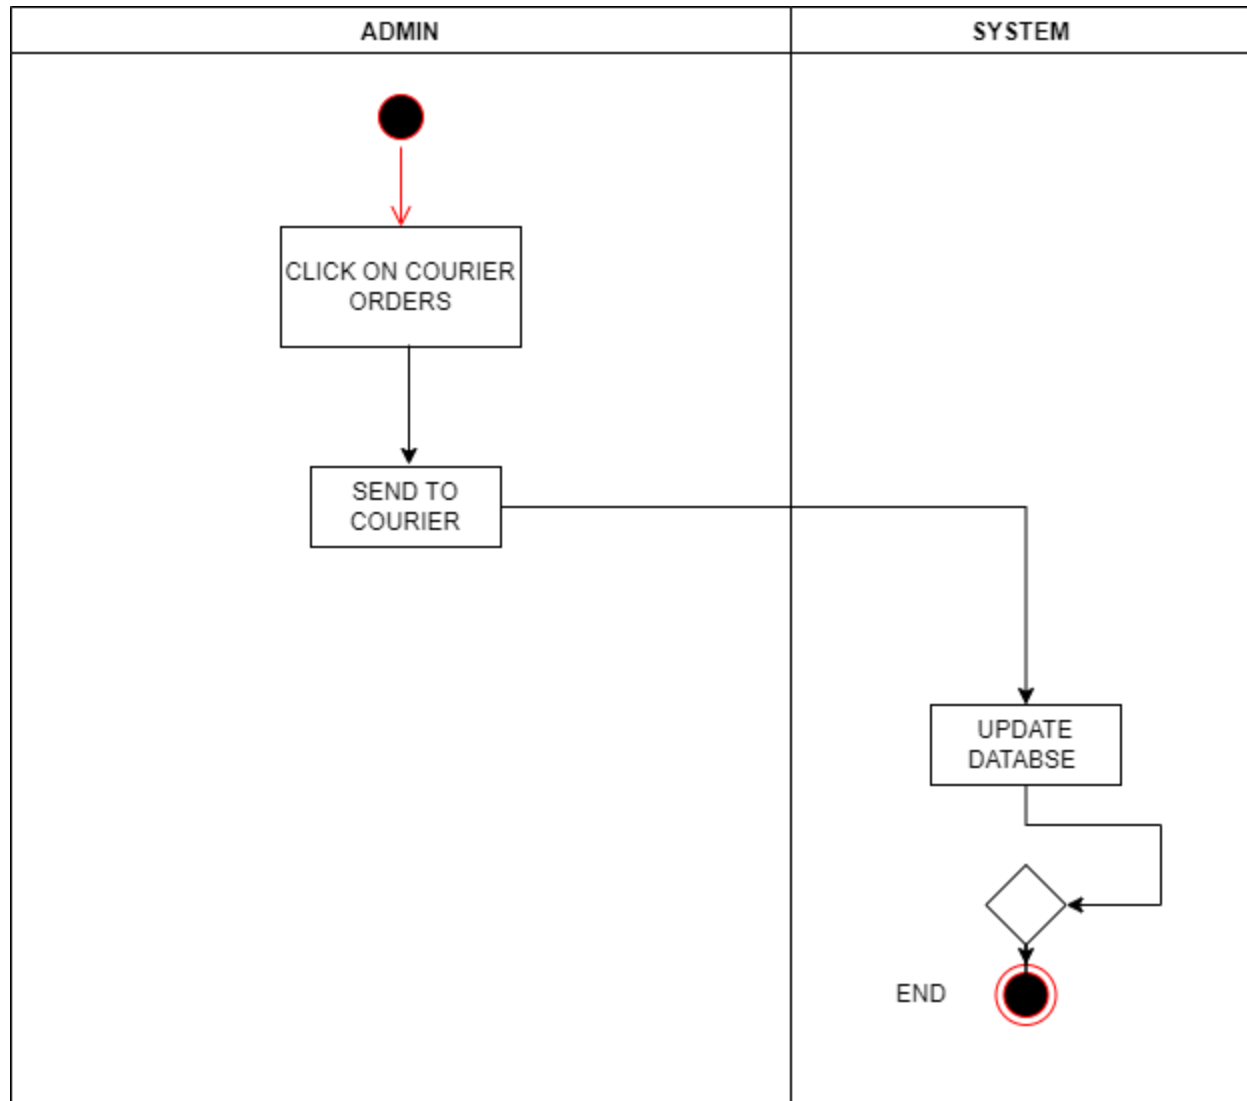 ADMIN
SYSTEM
CLICK ON COURIER
ORDERS
SEND TO
COURIER
UPDATE
DATABSE
END